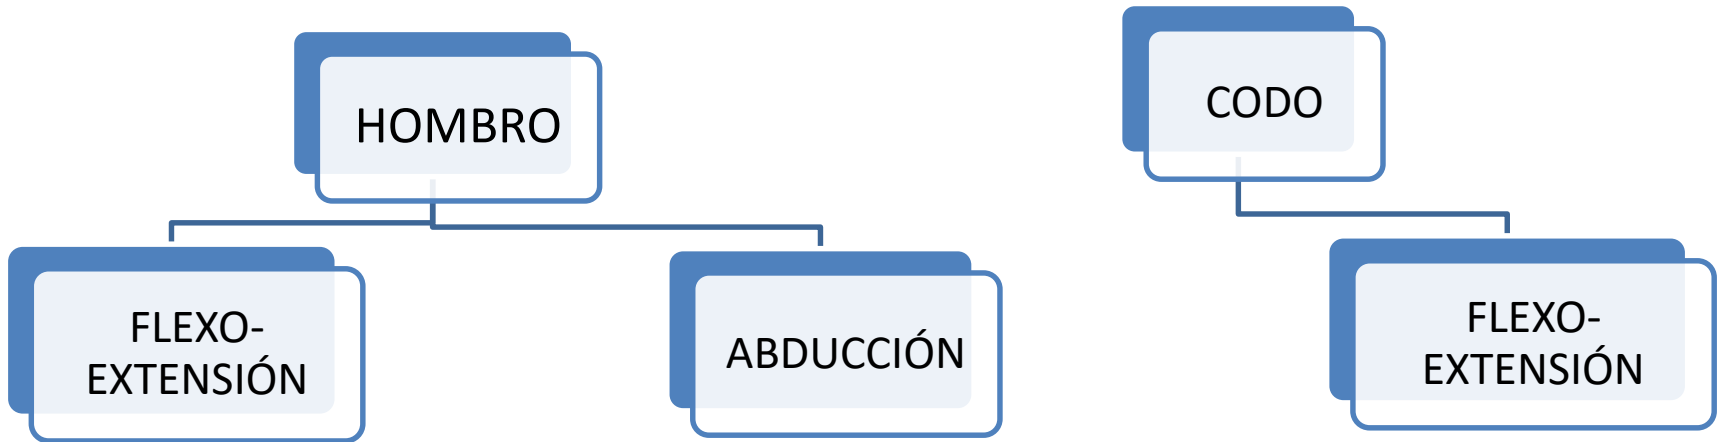 HOMBRO
CODO
FLEXO-
EXTENSIÓN
ABDUCCIÓN
FLEXO-
EXTENSIÓN